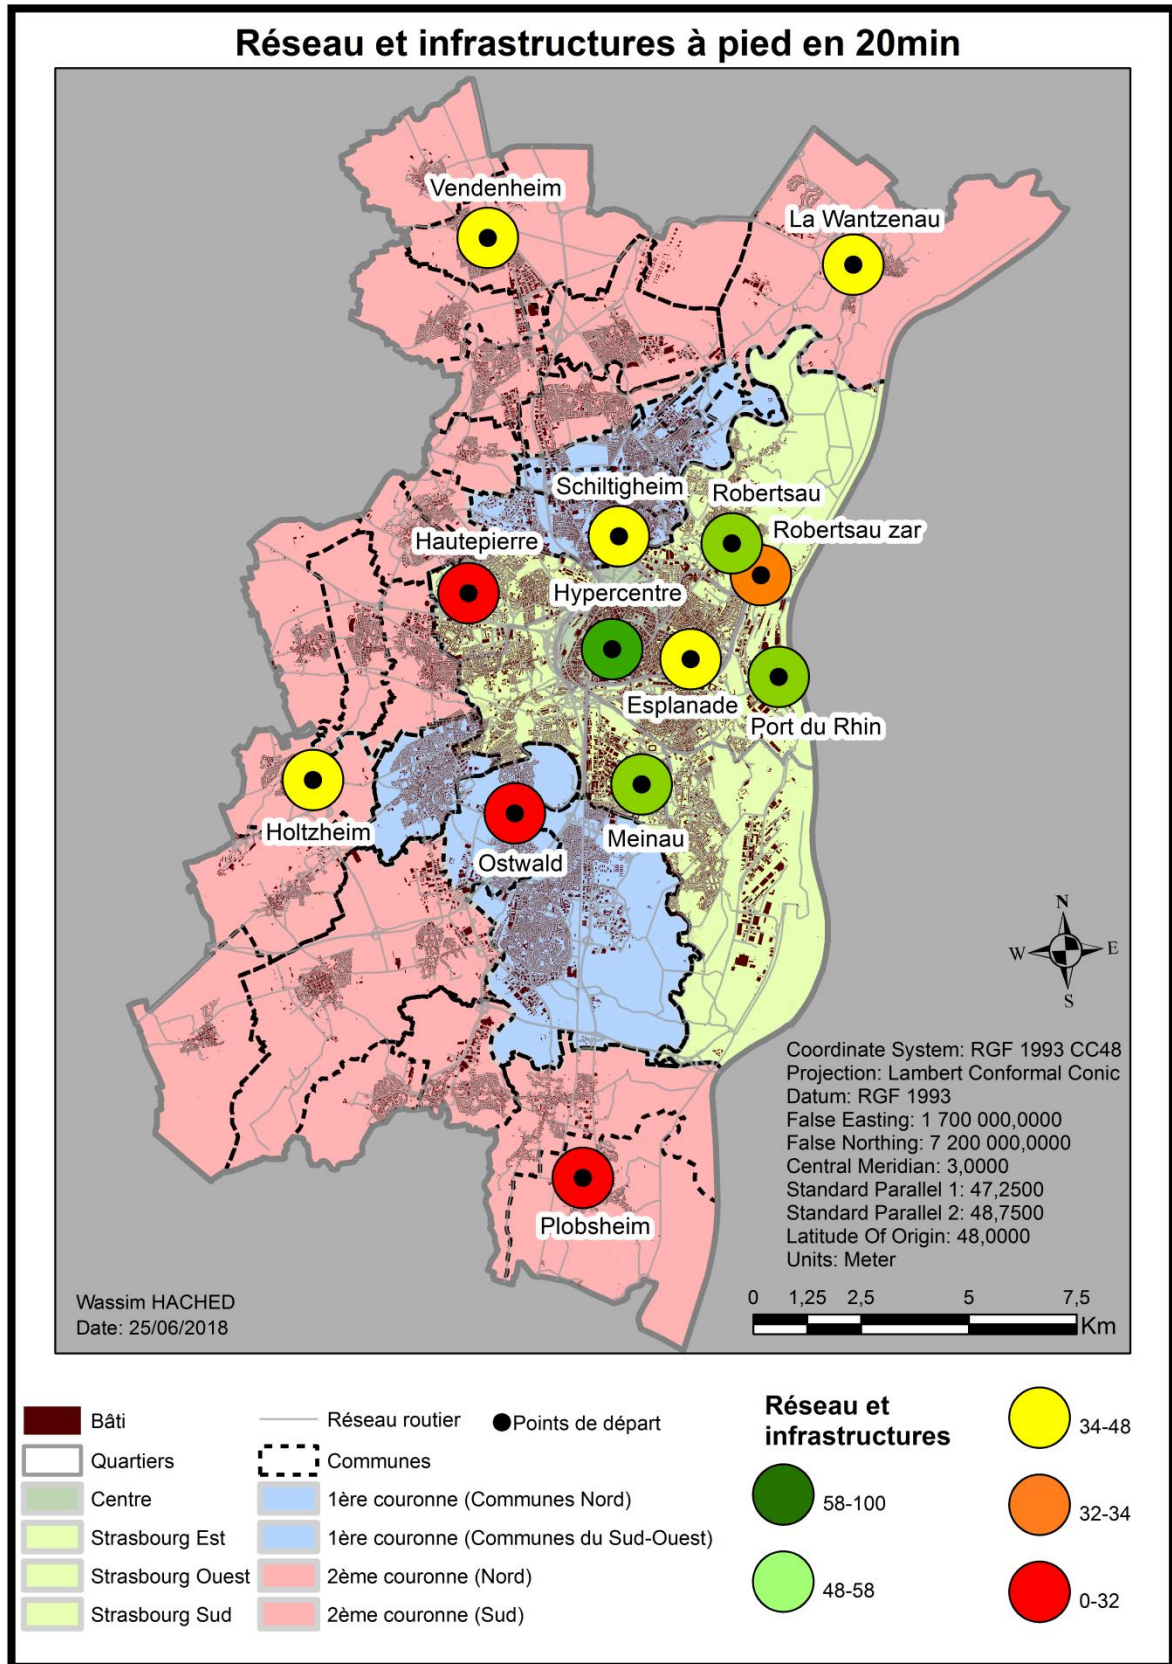 Réseau et infrastructures à pied en 20min
Vendenheim
La Wantzenau
Schiltigheim
Robertsau
Robertsau zar
Hautepierre
Hypercentre
Esplanade
Port du Rhin
Holtzheim
Ostwald
Meinau
Plobsheim
N
W
E
S
Coordinate System: RGF 1993 CC48
Projection: Lambert Conformal Conic
Datum: RGF 1993
False Easting: 1 700 000,0000
False Northing: 7 200 000,0000
Central Meridian: 3,0000
Standard Parallel 1: 47,2500
Standard Parallel 2: 48,7500
Latitude Of Origin: 48,0000
Units: Meter
Wassim HACHED
Date: 25/06/2018
0 1,25 2,5 5 7,5
Km
Bâti
Quartiers
Centre
Strasbourg Est
Strasbourg Ouest
Strasbourg Sud
Réseau routier
Points de départ
Communes
1ère couronne (Communes Nord)
1ère couronne (Communes du Sud-Ouest)
2ème couronne (Nord)
2ème couronne (Sud)
Réseau et
infrastructures
58-100
48-58
34-48
32-34
0-32